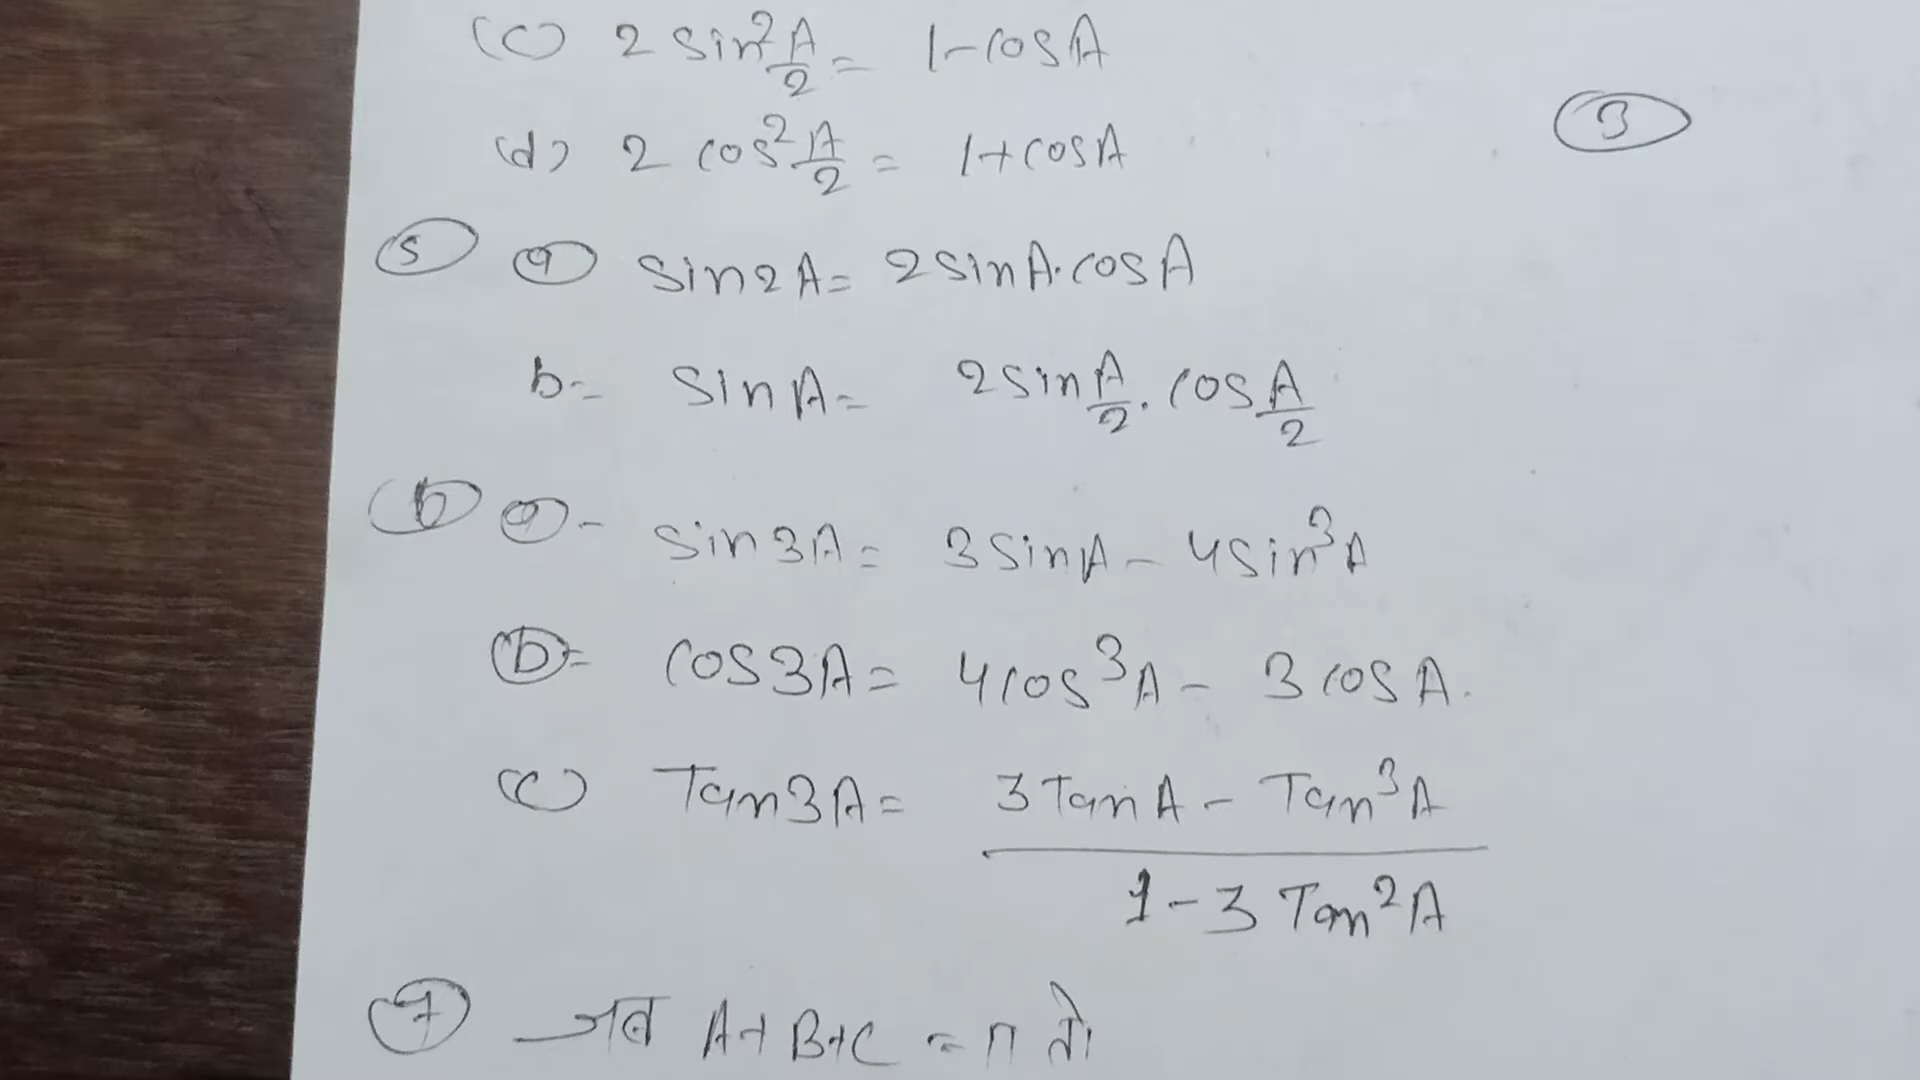 (c) 2 sin²A/2 = 1-cosA
3
(d) 2 cos²A/2 = 1+cosA
5 a sin2A = 2sinA.cosA
b- sinA = 2sinA/2. cosA/2
6 a- sin3A = 3sinA - 4sin³A
b= cos3A = 4cos³A - 3cosA.
(c) Tan3A = (3TanA - Tan³A)/(1-3Tan²A)
7 जब A+B+C = π तो